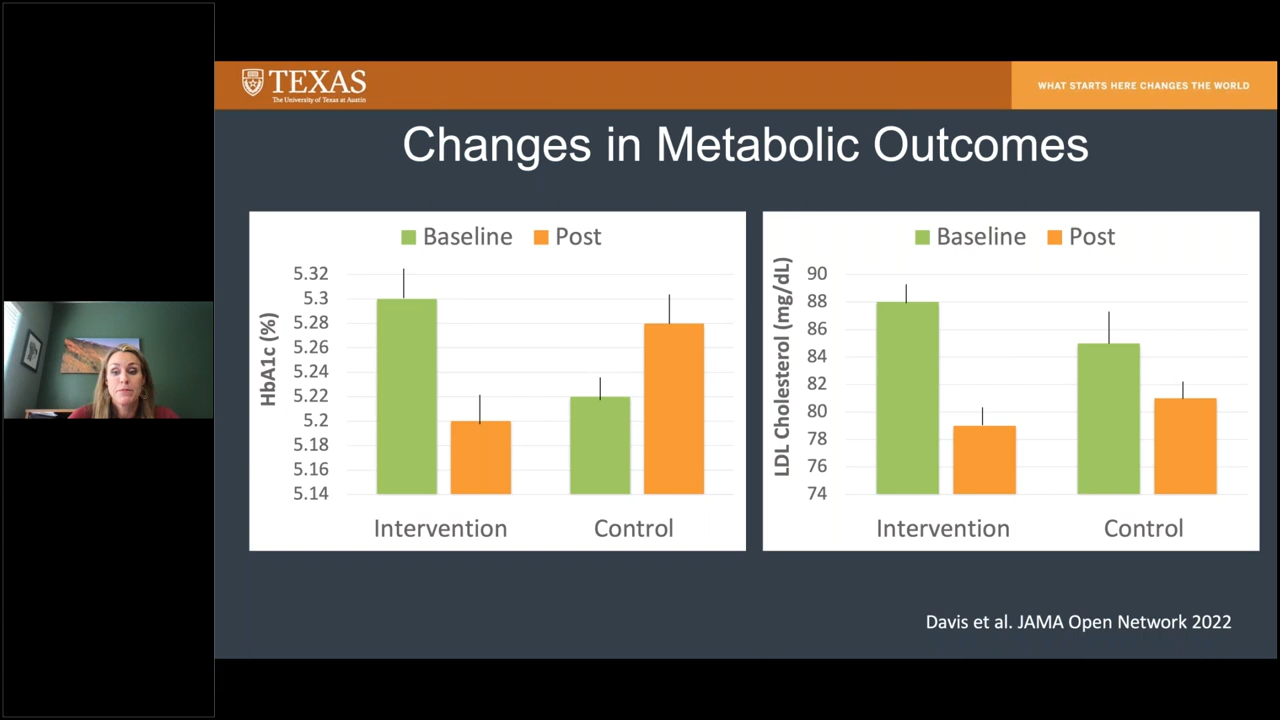 TEXAS
The University of Texas at Austin
WHAT STARTS HERE CHANGES THE WORLD
Changes in Metabolic Outcomes
Baseline Post
HbA1c (%)
5.32
5.3
5.28
5.26
5.24
5.22
5.2
5.18
5.16
5.14
Intervention Control
Baseline Post
LDL Cholesterol (mg/dL)
90
88
86
84
82
80
78
76
74
Intervention Control
Davis et al. JAMA Open Network 2022